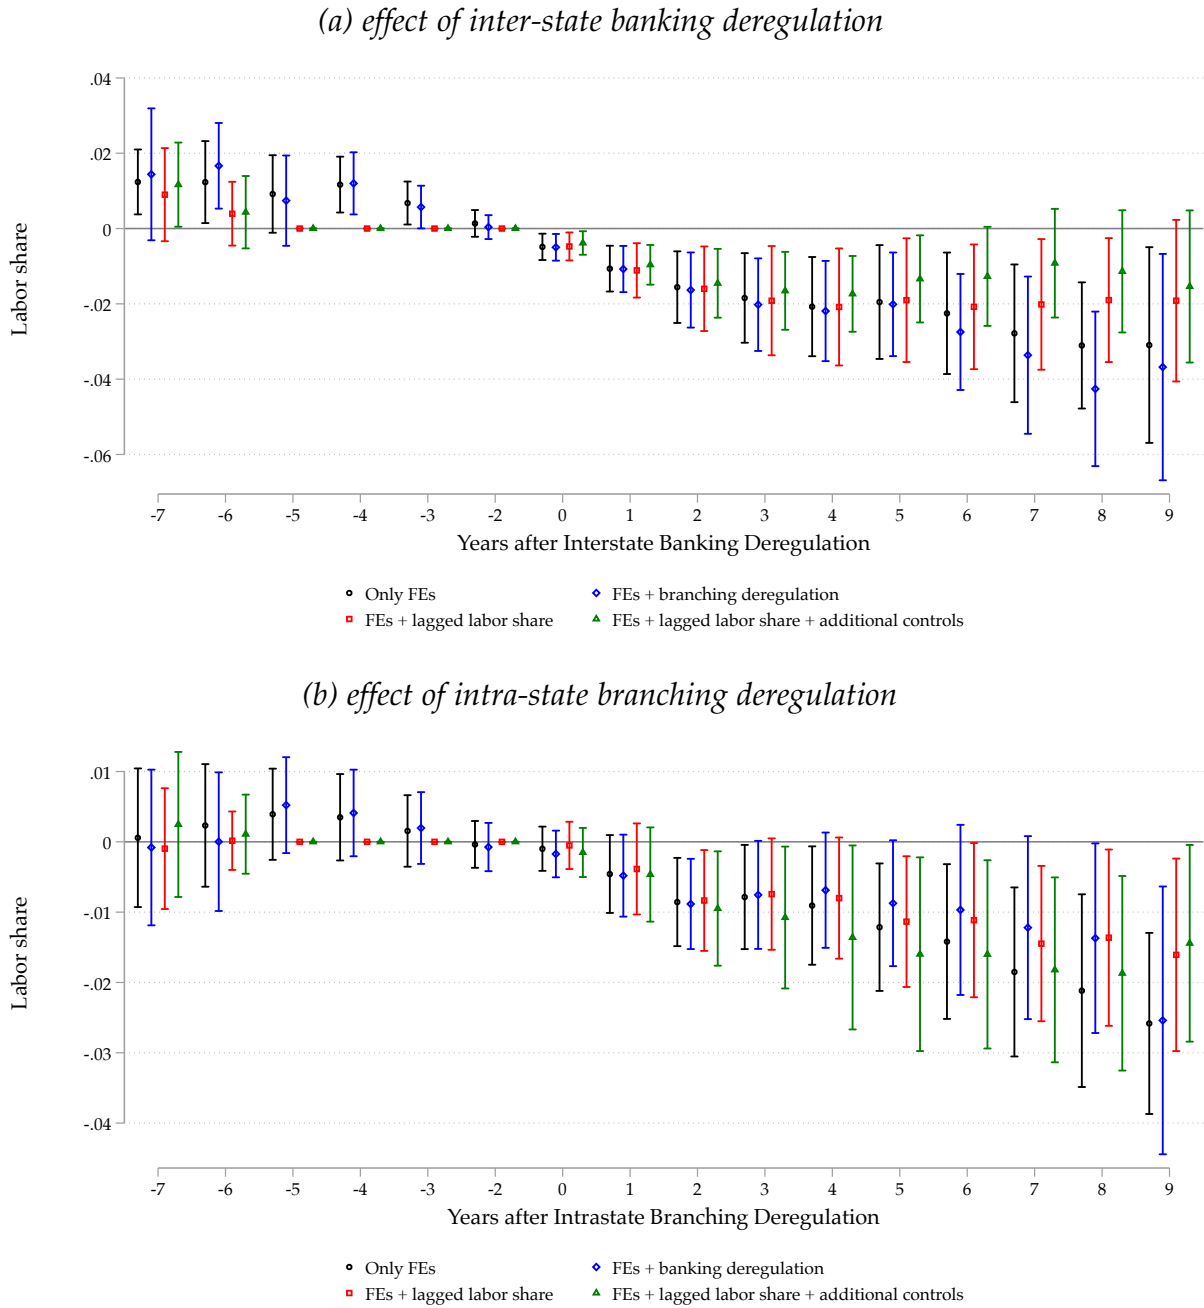 (a) effect of inter-state banking deregulation
.04
.02
0
-.02
-.04
-.06
Labor share
-7 -6 -5 -4 -3 -2 0 1 2 3 4 5 6 7 8 9
Years after Interstate Banking Deregulation
Only FEs FEs + branching deregulation
FEs + lagged labor share FEs + lagged labor share + additional controls
(b) effect of intra-state branching deregulation
.01
0
-.01
-.02
-.03
-.04
Labor share
-7 -6 -5 -4 -3 -2 0 1 2 3 4 5 6 7 8 9
Years after Intrastate Branching Deregulation
Only FEs FEs + banking deregulation
FEs + lagged labor share FEs + lagged labor share + additional controls